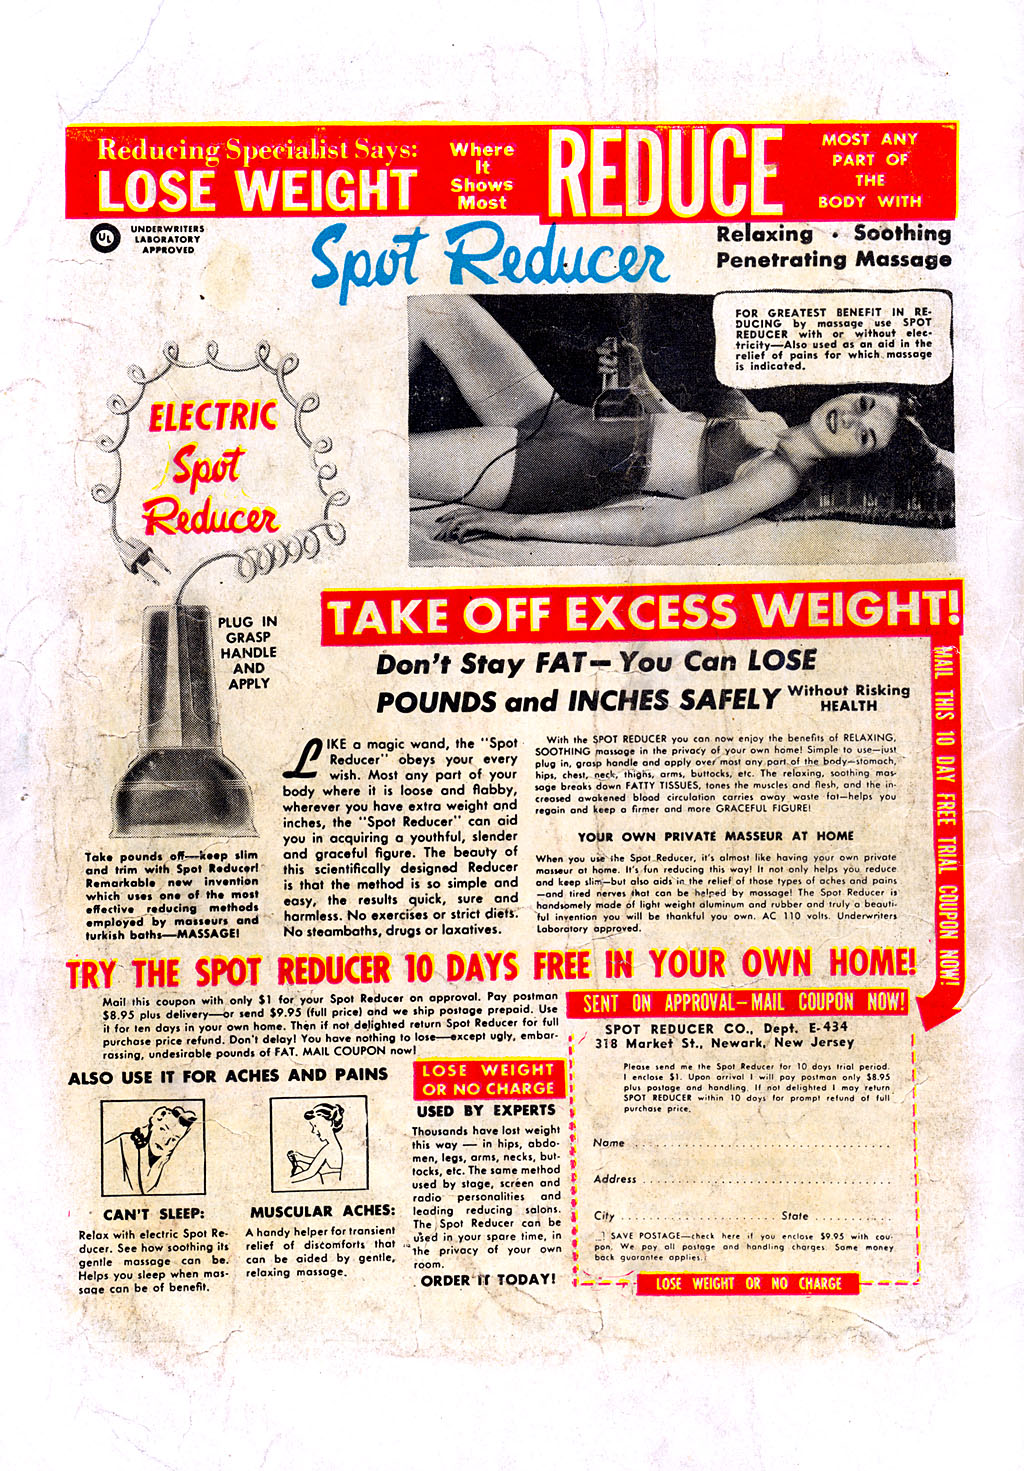 Reducing Specialist Says:
LOSE WEIGHT
Where
It
Shows
Most
REDUCE
MOST ANY
PART OF
THE
BODY WITH
UL
UNDERWRITERS
LABORATORY
APPROVED
Spot Reducer
Relaxing • Soothing
Penetrating Massage
FOR GREATEST BENEFIT IN RE-
DUCING by massage use SPOT
REDUCER with or without elec-
tricity—Also used as an aid in the
relief of pains for which massage
is indicated.
ELECTRIC
Spot
Reducer
PLUG IN
GRASP
HANDLE
AND
APPLY
TAKE OFF EXCESS WEIGHT!
Don't Stay FAT—You Can LOSE
POUNDS and INCHES SAFELY Without Risking
HEALTH
MAIL THIS 10 DAY FREE TRIAL COUPON NOW!
LIKE a magic wand, the "Spot
Reducer" obeys your every
wish. Most any part of your
body where it is loose and flabby,
wherever you have extra weight and
inches, the "Spot Reducer" can aid
you in acquiring a youthful, slender
and graceful figure. The beauty of
this scientifically designed Reducer
is that the method is so simple and
easy, the results quick, sure and
harmless. No exercises or strict diets.
No steambaths, drugs or laxatives.
With the SPOT REDUCER you can now enjoy the benefits of RELAXING,
SOOTHING massage in the privacy of your own home! Simple to use—just
plug in, grasp handle and apply over most any part of the body—stomach,
hips, chest, neck, thighs, arms, buttocks, etc. The relaxing, soothing mas-
sage breaks down FATTY TISSUES, tones the muscles and flesh, and the in-
creased awakened blood circulation carries away waste fat—helps you
regain and keep a firmer and more GRACEFUL FIGURE!
YOUR OWN PRIVATE MASSEUR AT HOME
When you use the Spot Reducer, it's almost like having your own private
masseur at home. It's fun reducing this way! It not only helps you reduce
and keep slim—but also aids in the relief of those types of aches and pains
—and tired nerves that can be helped by massage! The Spot Reducer is
handsomely made of light weight aluminum and rubber and truly a beauti-
ful invention you will be thankful you own. AC 110 volts. Underwriters
Laboratory approved.
Take pounds off—keep slim
and trim with Spot Reducer!
Remarkable new invention
which uses one of the most
effective reducing methods
employed by masseurs and
turkish baths—MASSAGE!
TRY THE SPOT REDUCER 10 DAYS FREE IN YOUR OWN HOME!
Mail this coupon with only $1 for your Spot Reducer on approval. Pay postman
$8.95 plus delivery—or send $9.95 (full price) and we ship postage prepaid. Use
it for ten days in your own home. Then if not delighted return Spot Reducer for full
purchase price refund. Don't delay! You have nothing to lose—except ugly, embar-
rassing, undesirable pounds of FAT. MAIL COUPON now!
ALSO USE IT FOR ACHES AND PAINS
CAN'T SLEEP:
Relax with electric Spot Re-
ducer. See how soothing its
gentle massage can be.
Helps you sleep when mas-
sage can be of benefit.
MUSCULAR ACHES:
A handy helper for transient
relief of discomforts that
can be aided by gentle,
relaxing massage.
LOSE WEIGHT
OR NO CHARGE
USED BY EXPERTS
Thousands have lost weight
this way — in hips, abdo-
men, legs, arms, necks, but-
tocks, etc. The same method
used by stage, screen and
radio personalities and
leading reducing salons.
The Spot Reducer can be
used in your spare time, in
the privacy of your own
room.
ORDER IT TODAY!
SENT ON APPROVAL—MAIL COUPON NOW!
SPOT REDUCER CO., Dept. E-434
318 Market St., Newark, New Jersey
Please send me the Spot Reducer for 10 days trial period.
I enclose $1. Upon arrival I will pay postman only $8.95
plus postage and handling. If not delighted I may return
SPOT REDUCER within 10 days for prompt refund of full
purchase price.
Name
Address
City State
SAVE POSTAGE—check here if you enclose $9.95 with cou-
pon. We pay all postage and handling charges. Same money
back guarantee applies.
LOSE WEIGHT OR NO CHARGE